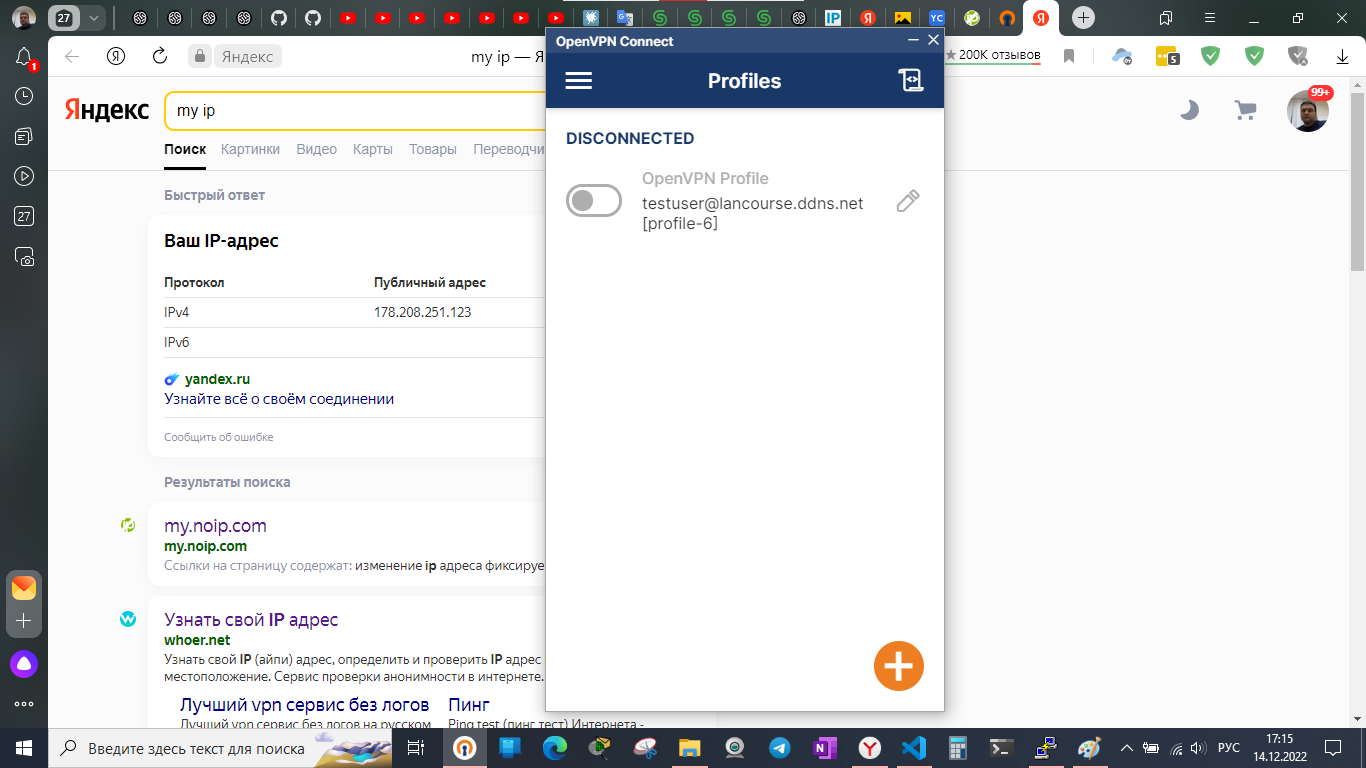 27
YC
IP
Я
1
Я
Яндекс
my ip — Я
200K отзывов
5
OpenVPN Connect
Profiles
DISCONNECTED
OpenVPN Profile
testuser@lancourse.ddns.net
[profile-6]
Яндекс
my ip
99+
Поиск Картинки Видео Карты Товары Переводчи
27
Быстрый ответ
Ваш IP-адрес
Протокол Публичный адрес
IPv4 178.208.251.123
IPv6
yandex.ru
Узнайте всё о своём соединении
Сообщить об ошибке
Результаты поиска
my.noip.com
my.noip.com
Ссылки на страницу содержат: изменение ip адреса фиксируе
Узнать свой IP адрес
whoer.net
Узнать свой IP (айпи) адрес, определить и проверить IP адрес
местоположение. Сервис проверки анонимности в интернете.
Лучший vpn сервис без логов Пинг
Лучший vpn сервис без логов на русском Ping test (пинг тест) Интернета -
Введите здесь текст для поиска
РУС
17:15
14.12.2022